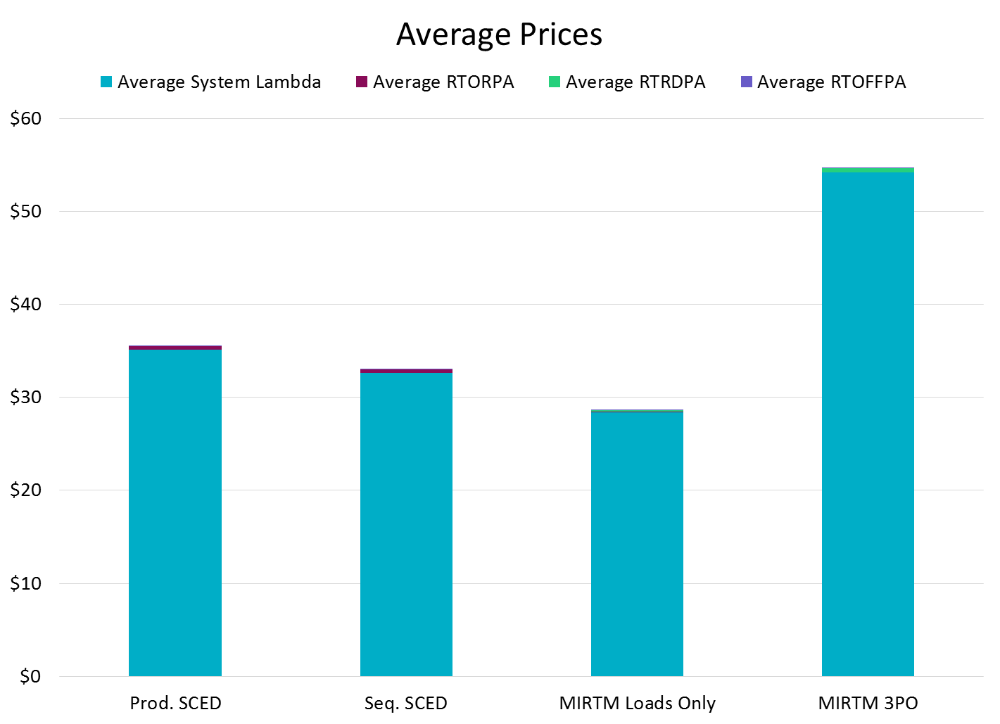 Average Prices
Average System Lambda Average RTORPA Average RTRDPA Average RTOFFPA
$60
$50
$40
$30
$20
$10
$0
Prod. SCED Seq. SCED MIRTM Loads Only MIRTM 3PO